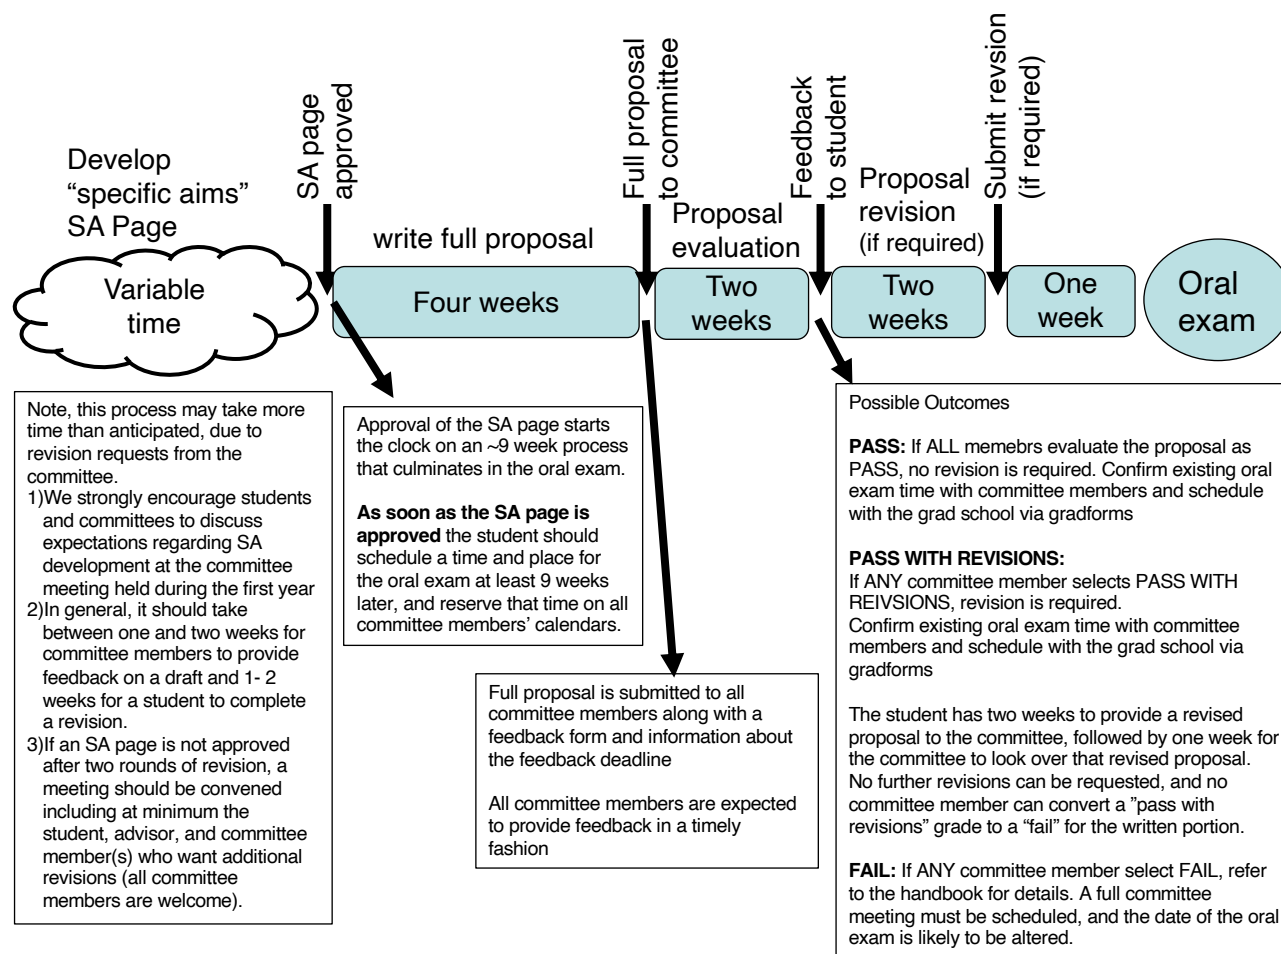 Develop
“specific aims”
SA Page
SA page
approved
Full proposal
to committee
Feedback
to student
Submit revsion
(if required)
write full proposal
Proposal
evaluation
Proposal
revision
(if required)
Variable
time
Four weeks
Two
weeks
Two
weeks
One
week
Oral
exam
Note, this process may take more
time than anticipated, due to
revision requests from the
committee.
1)We strongly encourage students
and committees to discuss
expectations regarding SA
development at the committee
meeting held during the first year
2)In general, it should take
between one and two weeks for
committee members to provide
feedback on a draft and 1- 2
weeks for a student to complete
a revision.
3)If an SA page is not approved
after two rounds of revision, a
meeting should be convened
including at minimum the
student, advisor, and committee
member(s) who want additional
revisions (all committee
members are welcome).
Approval of the SA page starts
the clock on an ~9 week process
that culminates in the oral exam.
As soon as the SA page is
approved the student should
schedule a time and place for
the oral exam at least 9 weeks
later, and reserve that time on all
committee members’ calendars.
Full proposal is submitted to all
committee members along with a
feedback form and information about
the feedback deadline
All committee members are expected
to provide feedback in a timely
fashion
Possible Outcomes
PASS: If ALL memebrs evaluate the proposal as
PASS, no revision is required. Confirm existing oral
exam time with committee members and schedule
with the grad school via gradforms
PASS WITH REVISIONS:
If ANY committee member selects PASS WITH
REIVSIONS, revision is required.
Confirm existing oral exam time with committee
members and schedule with the grad school via
gradforms
The student has two weeks to provide a revised
proposal to the committee, followed by one week for
the committee to look over that revised proposal.
No further revisions can be requested, and no
committee member can convert a ”pass with
revisions” grade to a “fail” for the written portion.
FAIL: If ANY committee member select FAIL, refer
to the handbook for details. A full committee
meeting must be scheduled, and the date of the oral
exam is likely to be altered.